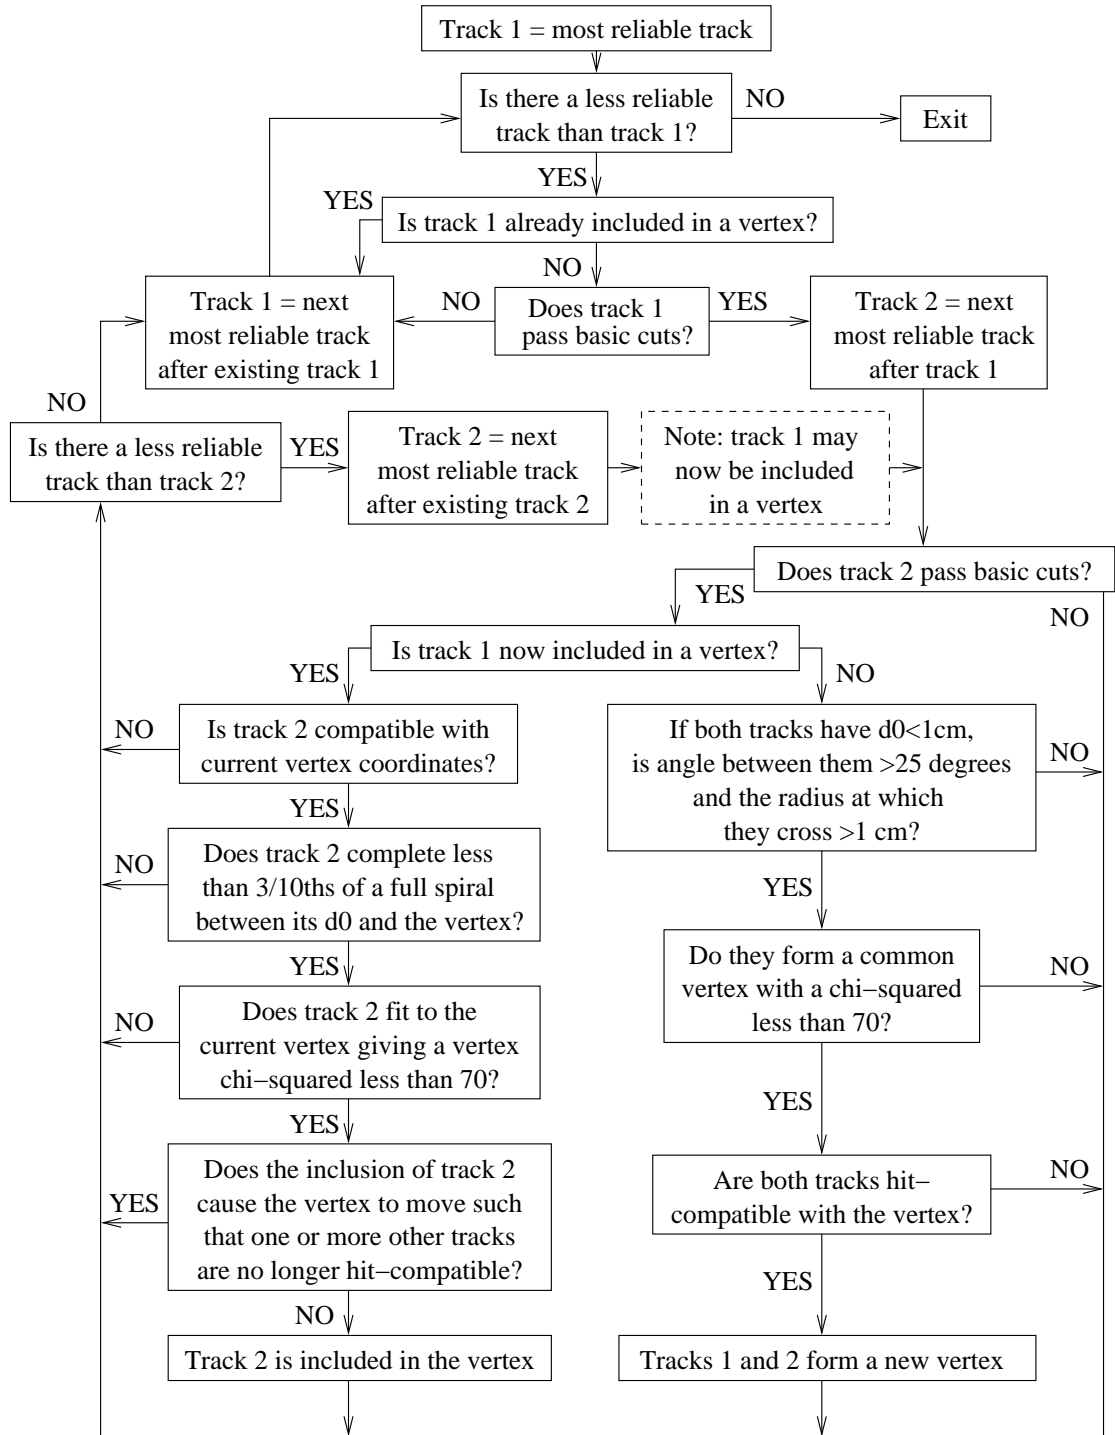 Track 1 = most reliable track
Is there a less reliable
track than track 1?
NO
Exit
YES
YES
Is track 1 already included in a vertex?
NO
Track 1 = next
most reliable track
after existing track 1
NO
Does track 1
pass basic cuts?
YES
Track 2 = next
most reliable track
after track 1
NO
Is there a less reliable
track than track 2?
YES
Track 2 = next
most reliable track
after existing track 2
Note: track 1 may
now be included
in a vertex
Does track 2 pass basic cuts?
YES
NO
Is track 1 now included in a vertex?
YES
NO
NO
Is track 2 compatible with
current vertex coordinates?
If both tracks have d0<1cm,
is angle between them >25 degrees
and the radius at which
they cross >1 cm?
NO
YES
NO
Does track 2 complete less
than 3/10ths of a full spiral
between its d0 and the vertex?
YES
YES
Do they form a common
vertex with a chi−squared
less than 70?
NO
NO
Does track 2 fit to the
current vertex giving a vertex
chi−squared less than 70?
YES
YES
YES
Does the inclusion of track 2
cause the vertex to move such
that one or more other tracks
are no longer hit−compatible?
Are both tracks hit−
compatible with the vertex?
NO
NO
YES
Track 2 is included in the vertex
Tracks 1 and 2 form a new vertex